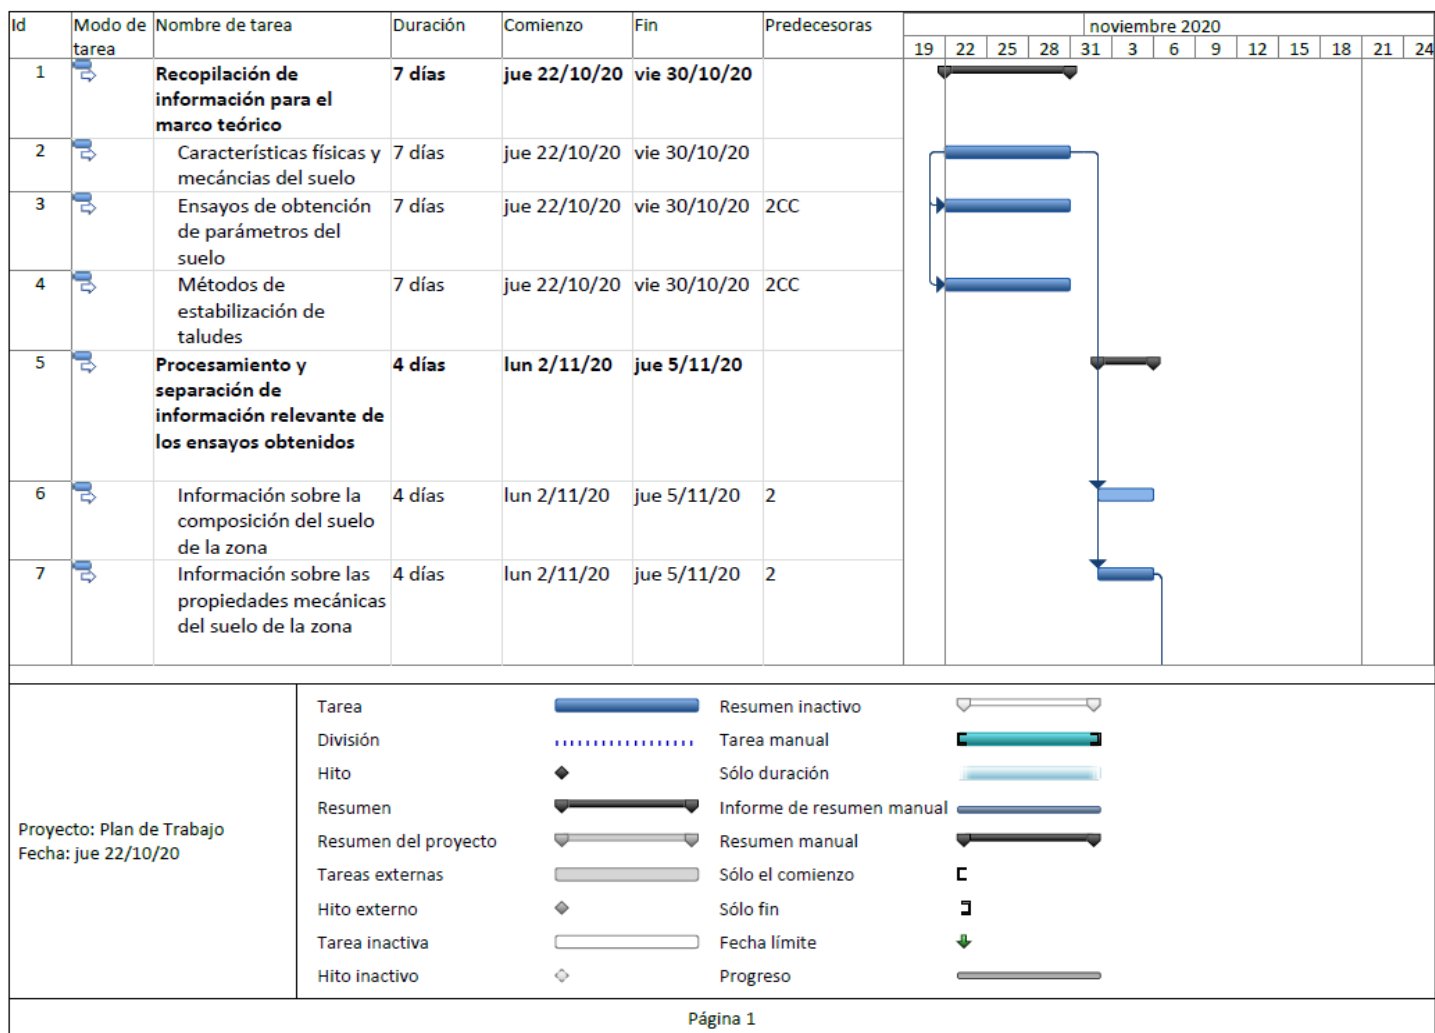 Id Modo de tarea Nombre de tarea Duración Comienzo Fin Predecesoras noviembre 2020
19 22 25 28 31 3 6 9 12 15 18 21 24
1 Recopilación de 7 días jue 22/10/20 vie 30/10/20
información para el
marco teórico
2 Característícas físicas y 7 días jue 22/10/20 vie 30/10/20
mecáncias del suelo
3 Ensayos de obtención 7 días jue 22/10/20 vie 30/10/20 2CC
de parámetros del
suelo
4 Métodos de 7 días jue 22/10/20 vie 30/10/20 2CC
estabilización de
taludes
5 Procesamiento y 4 días lun 2/11/20 jue 5/11/20
separación de
información relevante de
los ensayos obtenidos
6 Información sobre la 4 días lun 2/11/20 jue 5/11/20 2
composición del suelo
de la zona
7 Información sobre las 4 días lun 2/11/20 jue 5/11/20 2
propiedades mecánicas
del suelo de la zona
Proyecto: Plan de Trabajo
Fecha: jue 22/10/20
Tarea
División
Hito
Resumen
Resumen del proyecto
Tareas externas
Hito externo
Tarea inactiva
Hito inactivo
Resumen inactivo
Tarea manual
Sólo duración
Informe de resumen manual
Resumen manual
Sólo el comienzo
Sólo fin
Fecha límite
Progreso
Página 1